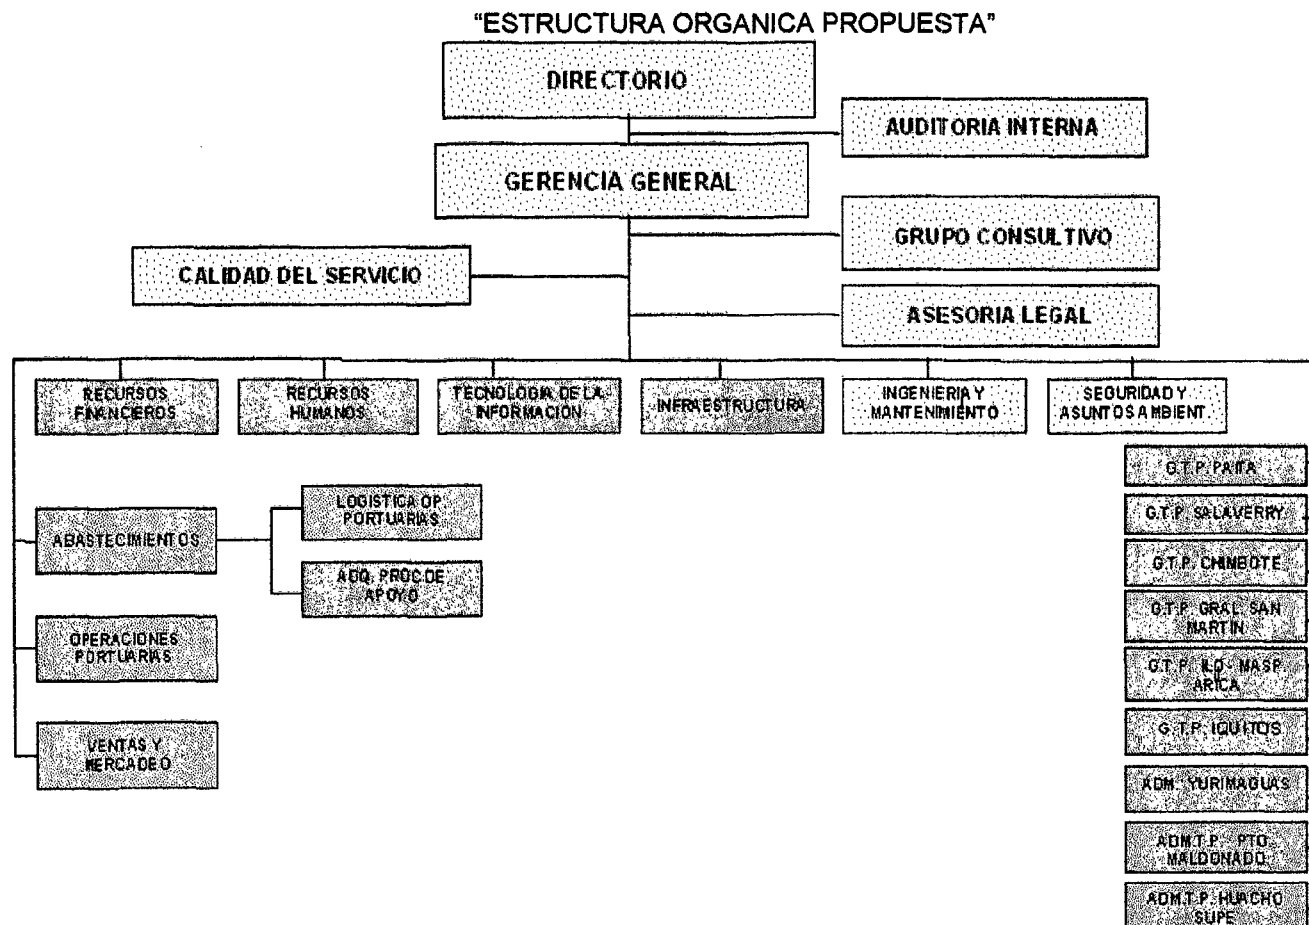 “ESTRUCTURA ORGANICA PROPUESTA”
DIRECTORIO
AUDITORIA INTERNA
GERENCIA GENERAL
GRUPO CONSULTIVO
CALIDAD DEL SERVICIO
ASESORIA LEGAL
RECURSOS
FINANCIEROS
RECURSOS
HUMANOS
TECNOLOGIA DE LA
INFORMACION
INFRAESTRUCTURA
INGENIERIA Y
MANTENIMIENTO
SEGURIDAD Y
ASUNTOS AMBIENT.
G.T.P. PAITA
G.T.P. SALAVERRY
G.T.P. CHIMBOTE
G.T.P. GRAL. SAN
MARTIN
G.T.P. ILO- MASP.
ARICA
G.T.P. IQUITOS
ADM. YURIMAGUAS
ADM.T.P. PTO.
MALDONADO
ADM.T.P. HUACHO
SUPE
ABASTECIMIENTOS
LOGISTICA OP
PORTUARIAS
ADQ. PROC DE
APOYO
OPERACIONES
PORTUARIAS
VENTAS Y
MERCADEO